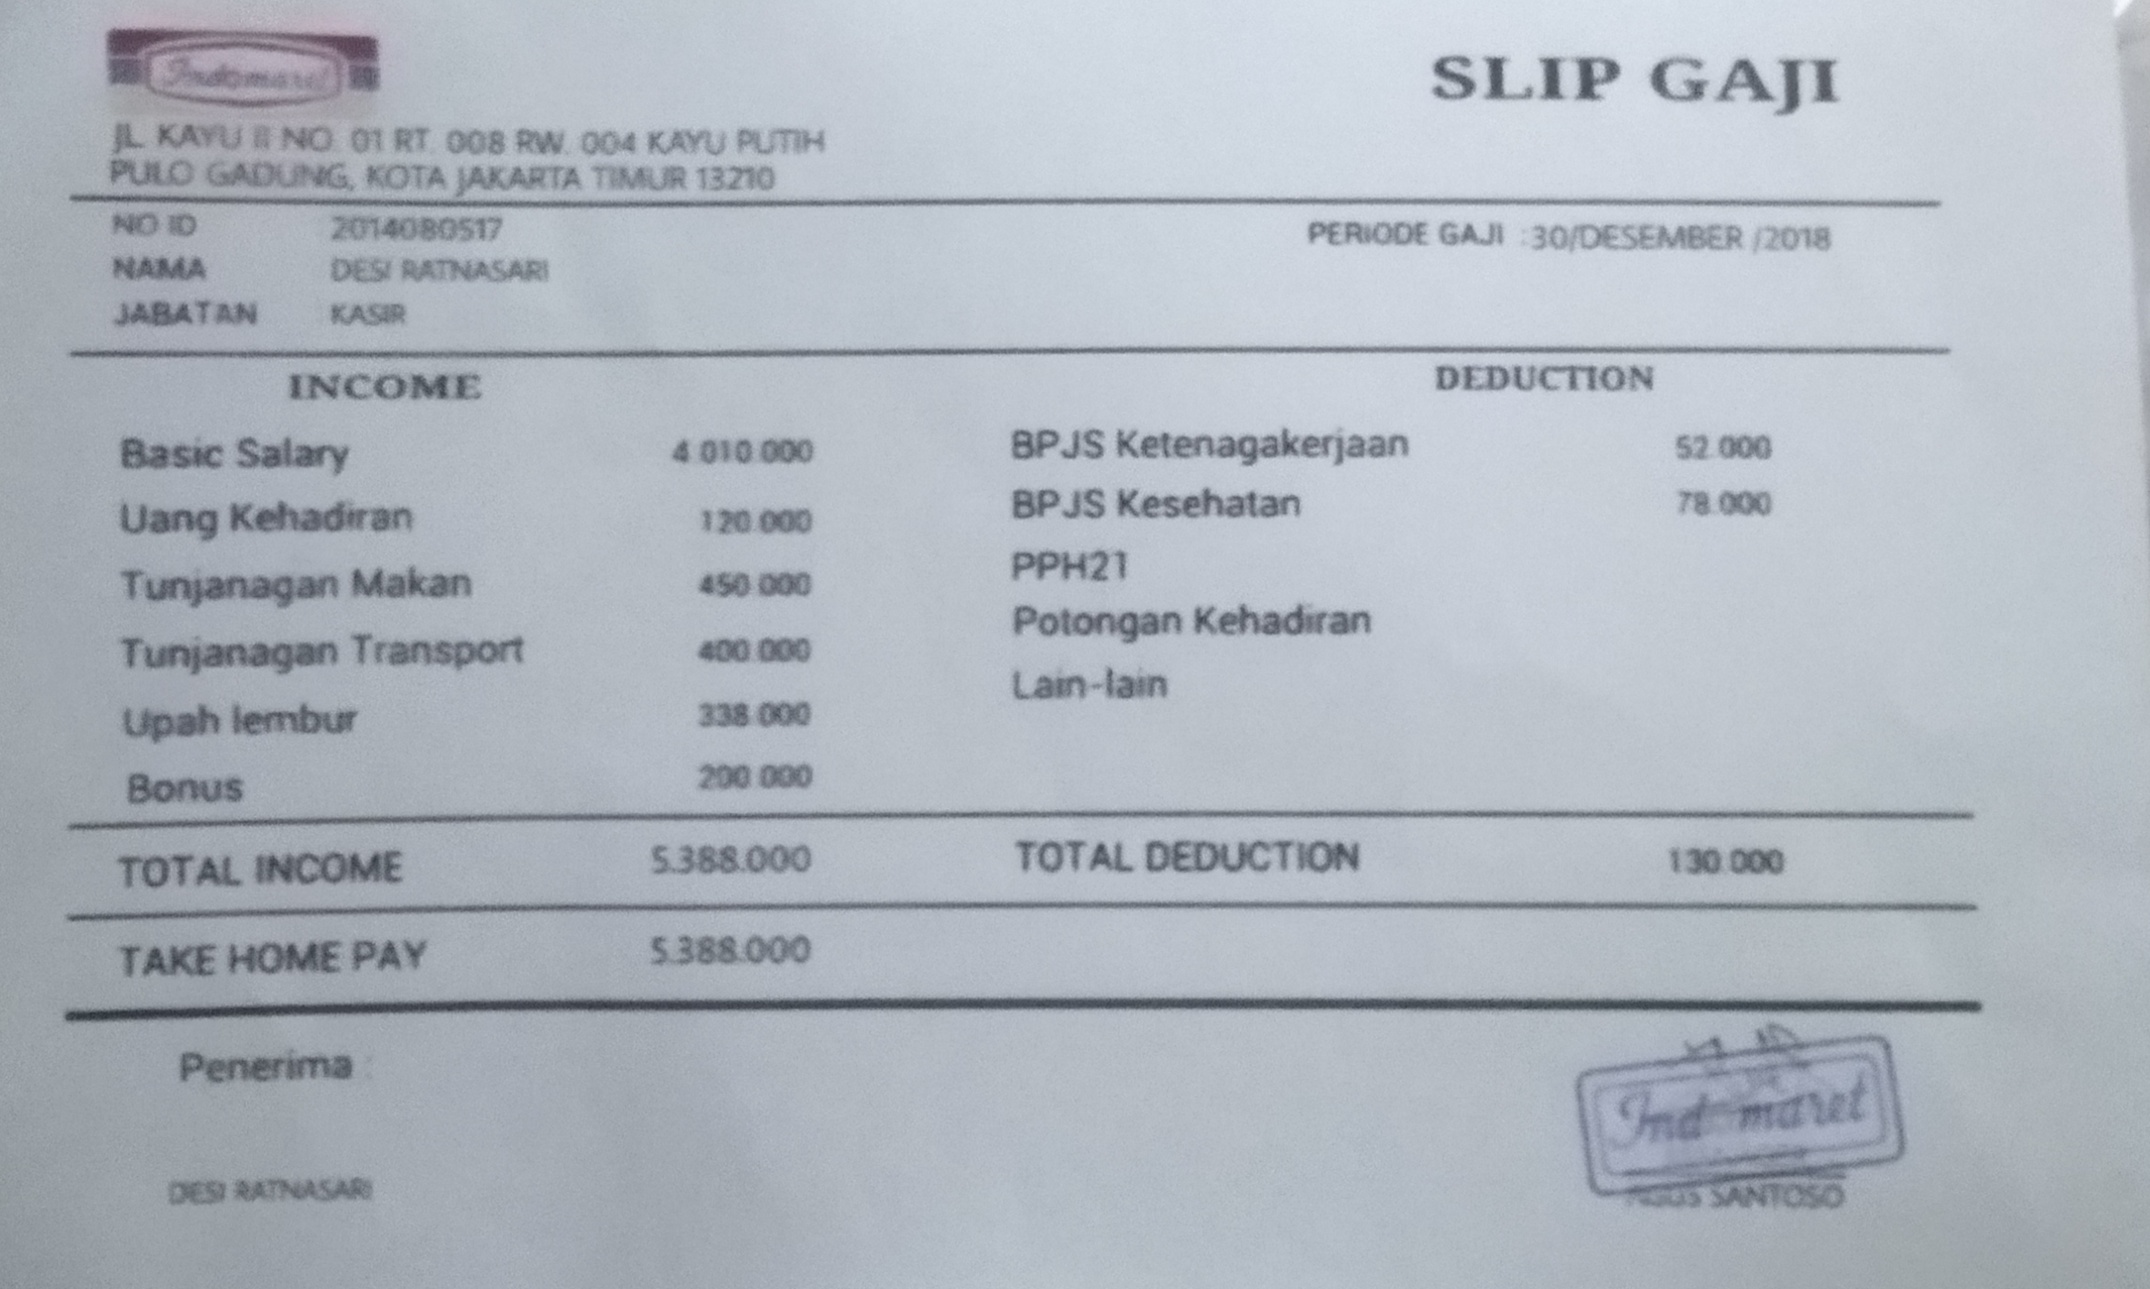 Indomaret
SLIP GAJI
JL. KAYU II NO. 01 RT. 008 RW. 004 KAYU PUTIH
PULO GADUNG, KOTA JAKARTA TIMUR 13210
NO ID 2014080517
PERIODE GAJI :30/DESEMBER /2018
NAMA DESI RATNASARI
JABATAN KASIR
INCOME DEDUCTION
Basic Salary 4.010.000 BPJS Ketenagakerjaan 52.000
Uang Kehadiran 120.000 BPJS Kesehatan 78.000
Tunjanagan Makan 450.000 PPH21
Tunjanagan Transport 400.000 Potongan Kehadiran
Upah lembur 338.000 Lain-lain
Bonus 200.000
TOTAL INCOME 5.388.000 TOTAL DEDUCTION 130.000
TAKE HOME PAY 5.388.000
Penerima :
Indomaret
DESI RATNASARI SANTOSO